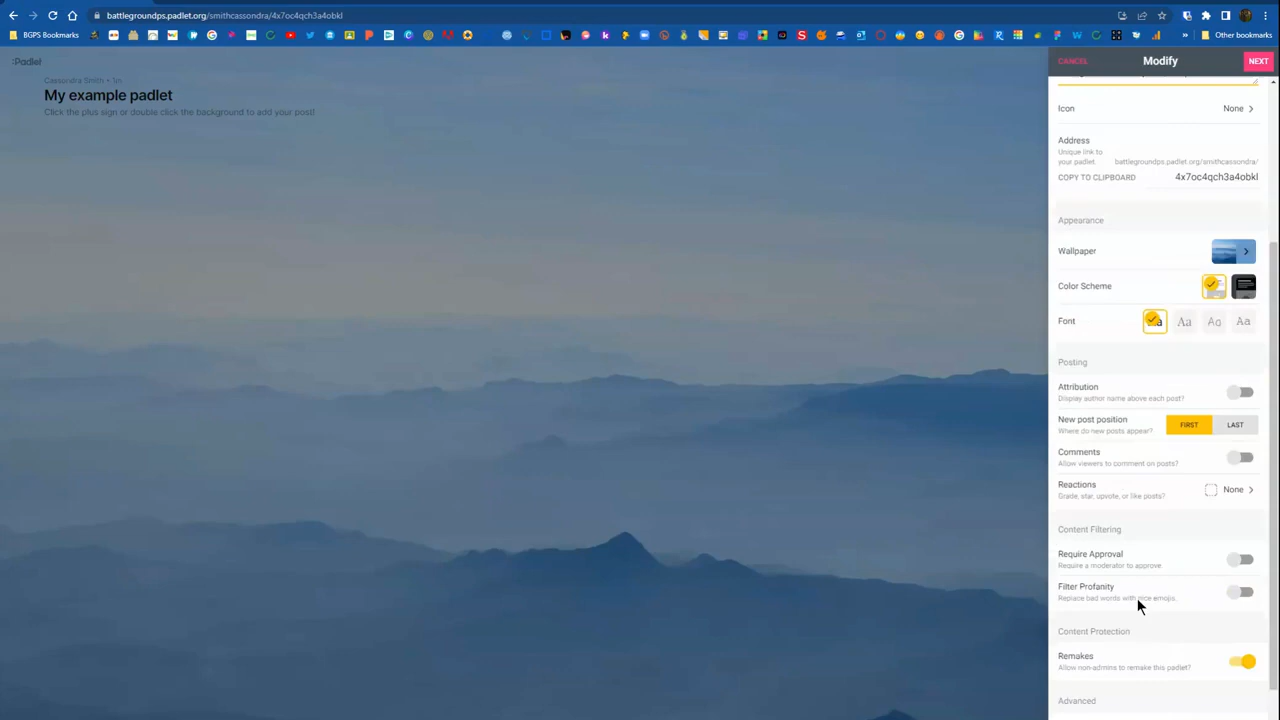 battlegroundps.padlet.org/smithcassondra/4x7oc4qch3a4obkl
BGPS Bookmarks
Other bookmarks
:Padlet
Cassondra Smith • 1m
My example padlet
Click the plus sign or double click the background to add your post!
CANCEL
Modify
NEXT
Icon
None
Address
Unique link to
your padlet.
battlegroundps.padlet.org/smithcassondra/
COPY TO CLIPBOARD
4x7oc4qch3a4obkl
Appearance
Wallpaper
Color Scheme
Font
Aa Aa Aa
Posting
Attribution
Display author name above each post?
New post position
Where do new posts appear?
FIRST
LAST
Comments
Allow viewers to comment on posts?
Reactions
Grade, star, upvote, or like posts?
None
Content Filtering
Require Approval
Require a moderator to approve.
Filter Profanity
Replace bad words with nice emojis.
Content Protection
Remakes
Allow non-admins to remake this padlet?
Advanced